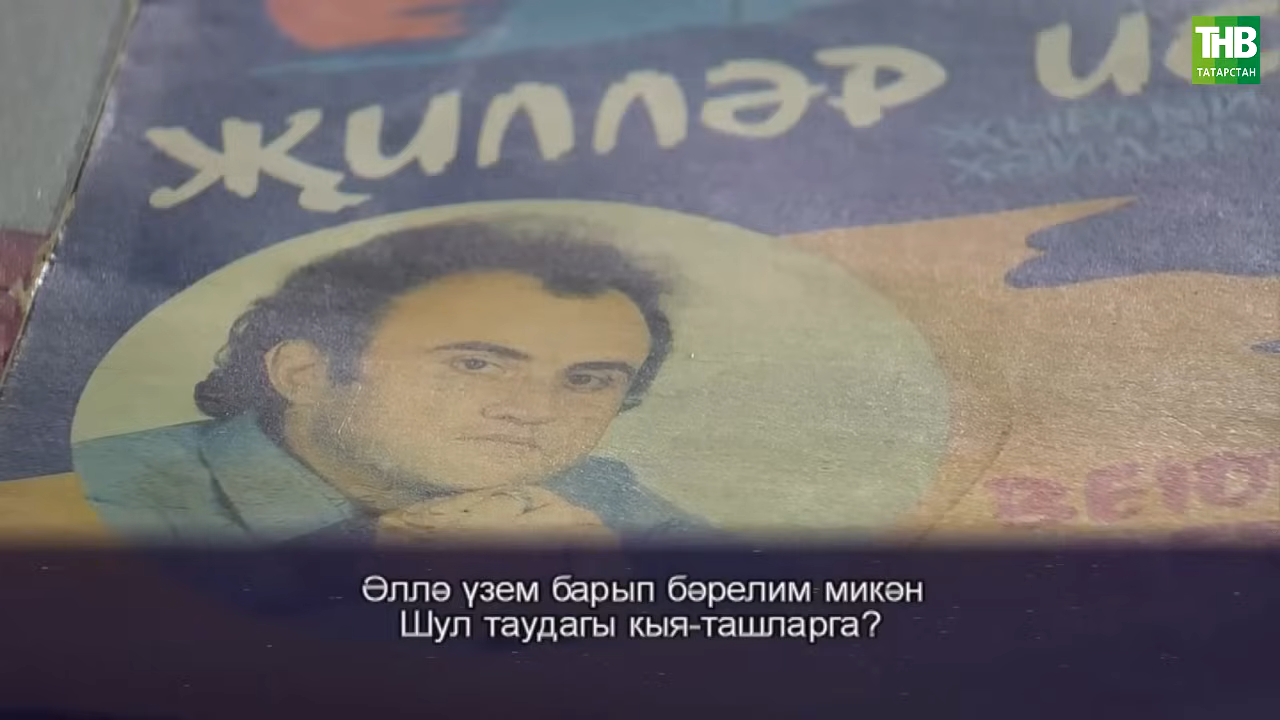 ТНВ
ТАТАРСТАН
җилләр
Әллә үзем барып бәрелим микән
Шул таудагы кыя-ташларга?